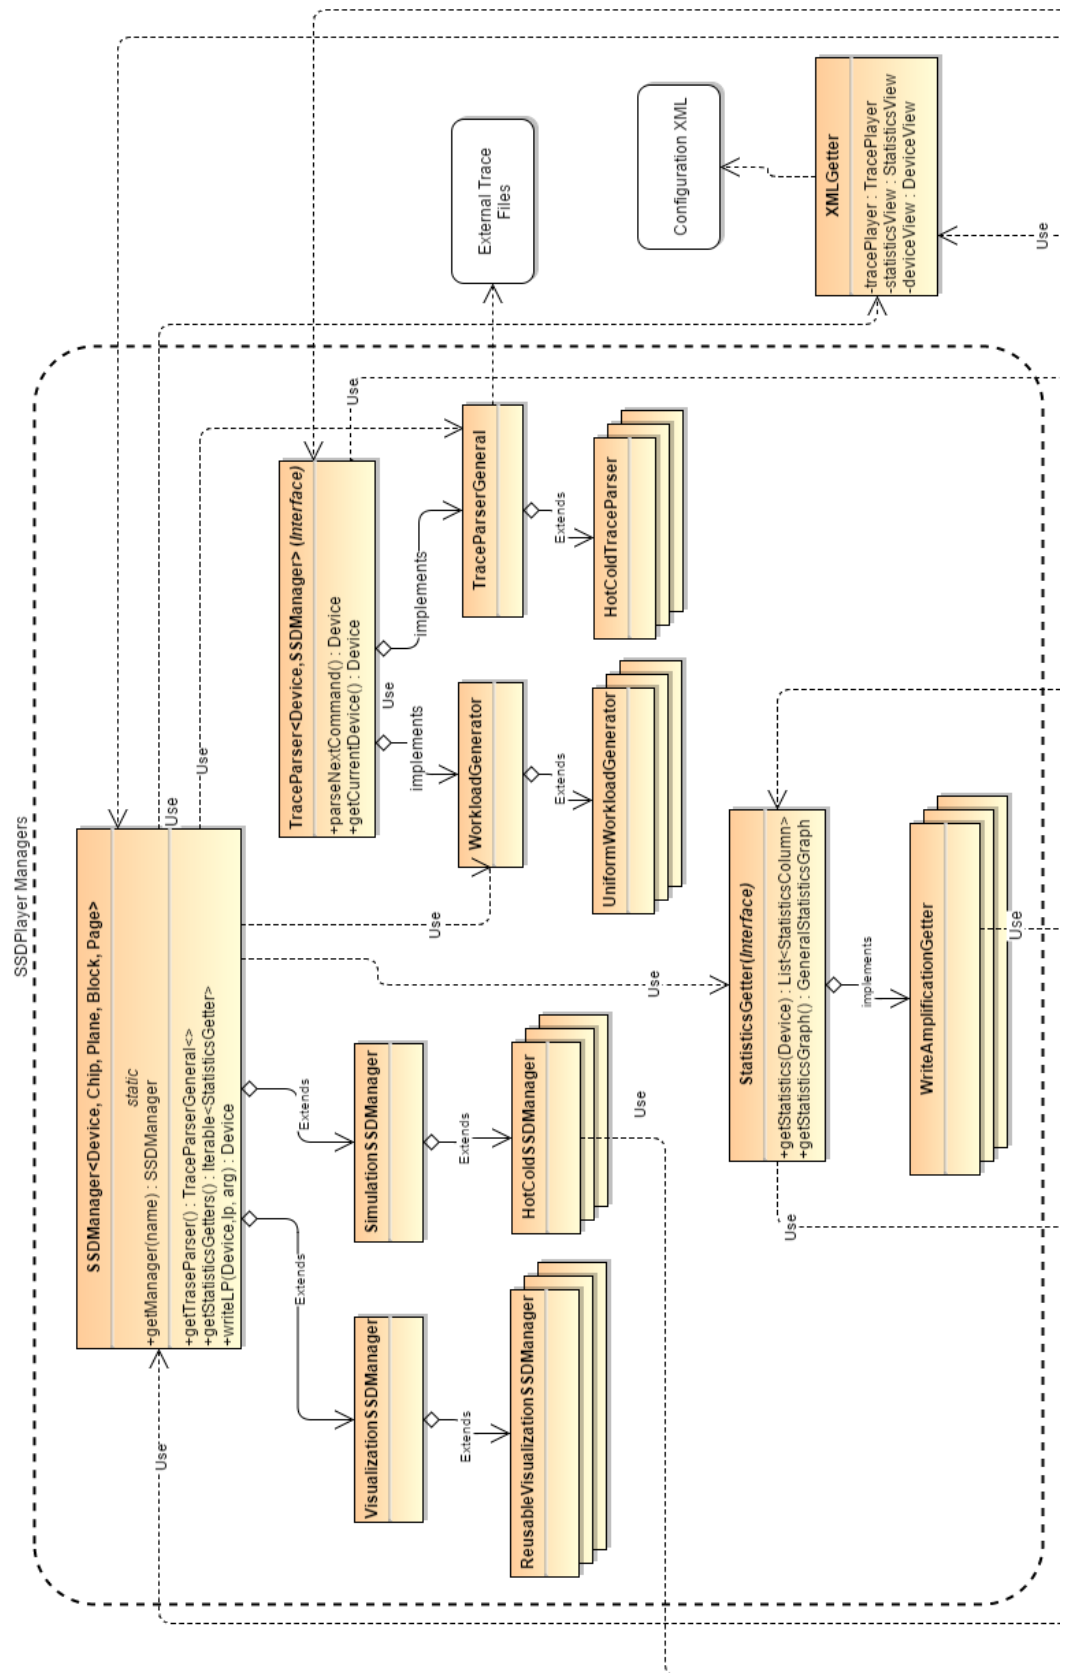 SSDPlayer Managers
SSDManager<Device, Chip, Plane, Block, Page>
static
+getManager(name) : SSDManager
+getTraseParser() : TraceParserGeneral<>
+getStatisticsGetters() : Iterable<StatisticsGetter>
+writeLP(Device,lp, arg) : Device
Use
Use
Use
Use
Use
Extends
Extends
VisualizationSSDManager
Extends
ReusableVisualizationSSDManager
SimulationSSDManager
Extends
HotColdSSDManager
Use
TraceParser<Device,SSDManager> (Interface)
+parseNextCommand() : Device
+getCurrentDevice() : Device
Use
Use
implements
implements
WorkloadGenerator
Extends
UniformWorkloadGenerator
TraceParserGeneral
Extends
HotColdTraceParser
External Trace
Files
Configuration XML
XMLGetter
-tracePlayer : TracePlayer
-statisticsView : StatisticsView
-deviceView : DeviceView
Use
StatisticsGetter(Interface)
+getStatistics(Device) : List<StatisticsColumn>
+getStatisticsGraph() : GeneralStatisticsGraph
Use
implements
WriteAmplificationGetter
Use